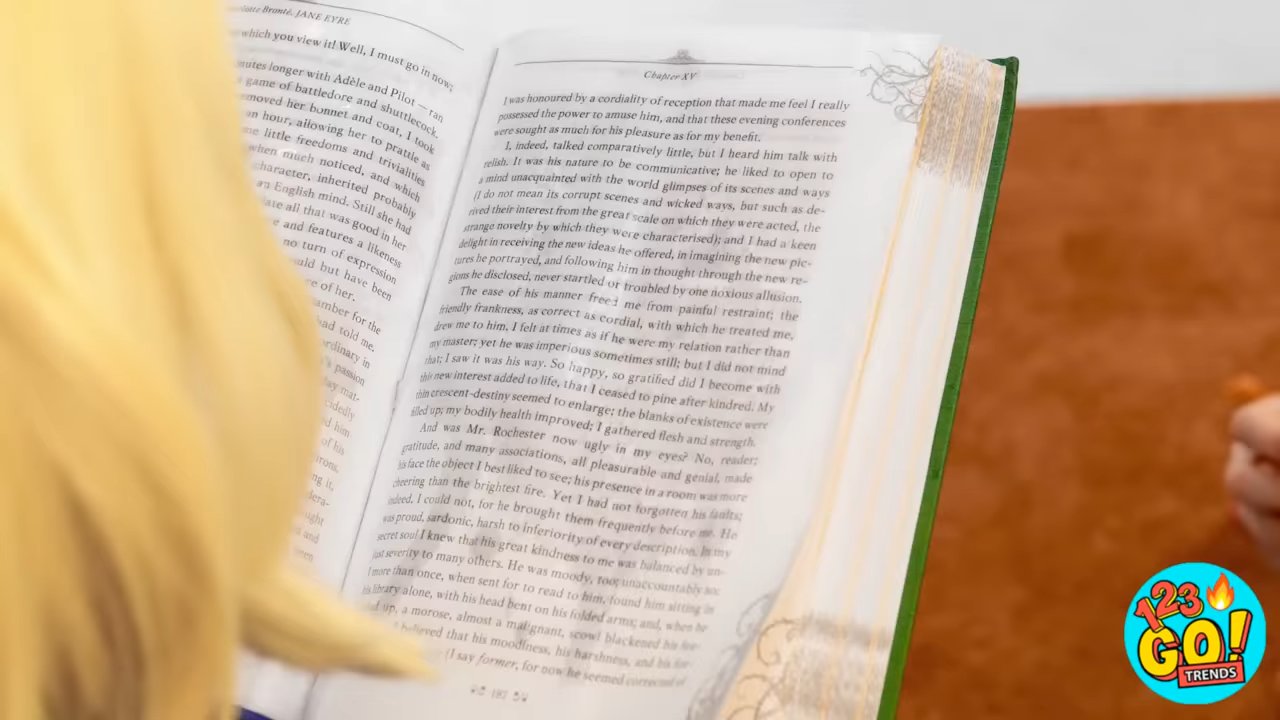 Brontë, JANE EYRE
which you view it! Well, I must go in now;
longer with Adèle and Pilot — ran
game of battledore and shuttlecock.
her bonnet and coat, I took
an hour, allowing her to prattle as
little freedoms and trivialities
when much noticed, and which
character, inherited probably
an English mind. Still she had
all that was good in her
and features a likeness
no turn of expression
but have been
of her.
for the
had told me.
in
passion
him
of his
it,
and
Chapter XV
I was honoured by a cordiality of reception that made me feel I really
possessed the power to amuse him, and that these evening conferences
were sought as much for his pleasure as for my benefit.
I, indeed, talked comparatively little, but I heard him talk with
relish. It was his nature to be communicative; he liked to open to
a mind unacquainted with the world glimpses of its scenes and ways
(I do not mean its corrupt scenes and wicked ways, but such as de-
rived their interest from the great scale on which they were acted, the
strange novelty by which they were characterised); and I had a keen
delight in receiving the new ideas he offered, in imagining the new pic-
tures he portrayed, and following him in thought through the new re-
gions he disclosed, never startled or troubled by one noxious allusion.
The ease of his manner freed me from painful restraint; the
friendly frankness, as correct as cordial, with which he treated me,
drew me to him. I felt at times as if he were my relation rather than
my master; yet he was imperious sometimes still; but I did not mind
that; I saw it was his way. So happy, so gratified did I become with
this new interest added to life, that I ceased to pine after kindred. My
thin crescent-destiny seemed to enlarge; the blanks of existence were
filled up; my bodily health improved; I gathered flesh and strength.
And was Mr. Rochester now ugly in my eyes? No, reader;
gratitude, and many associations, all pleasurable and genial, made
his face the object I best liked to see; his presence in a room was more
cheering than the brightest fire. Yet I had not forgotten his faults;
indeed, I could not, for he brought them frequently before me. He
was proud, sardonic, harsh to inferiority of every description. In my
secret soul I knew that his great kindness to me was balanced by un-
just severity to many others. He was moody, too; unaccountably so;
I more than once, when sent for to read to him, found him sitting in
his library alone, with his head bent on his folded arms; and, when he
up, a morose, almost a malignant, scowl blackened his
I believed that his moodiness, his harshness, and his for-
(I say former, for now he seemed corrected of
187
123
GO!
TRENDS